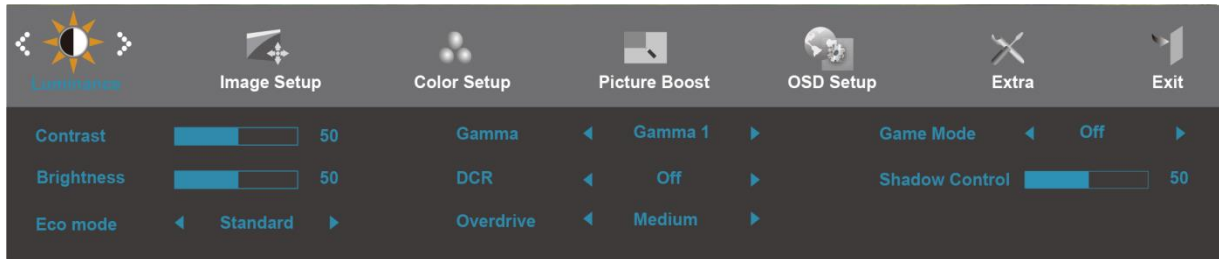 Luminance Image Setup Color Setup Picture Boost OSD Setup Extra Exit
Contrast 50 Gamma Gamma 1 Game Mode Off
Brightness 50 DCR Off Shadow Control 50
Eco mode Standard Overdrive Medium